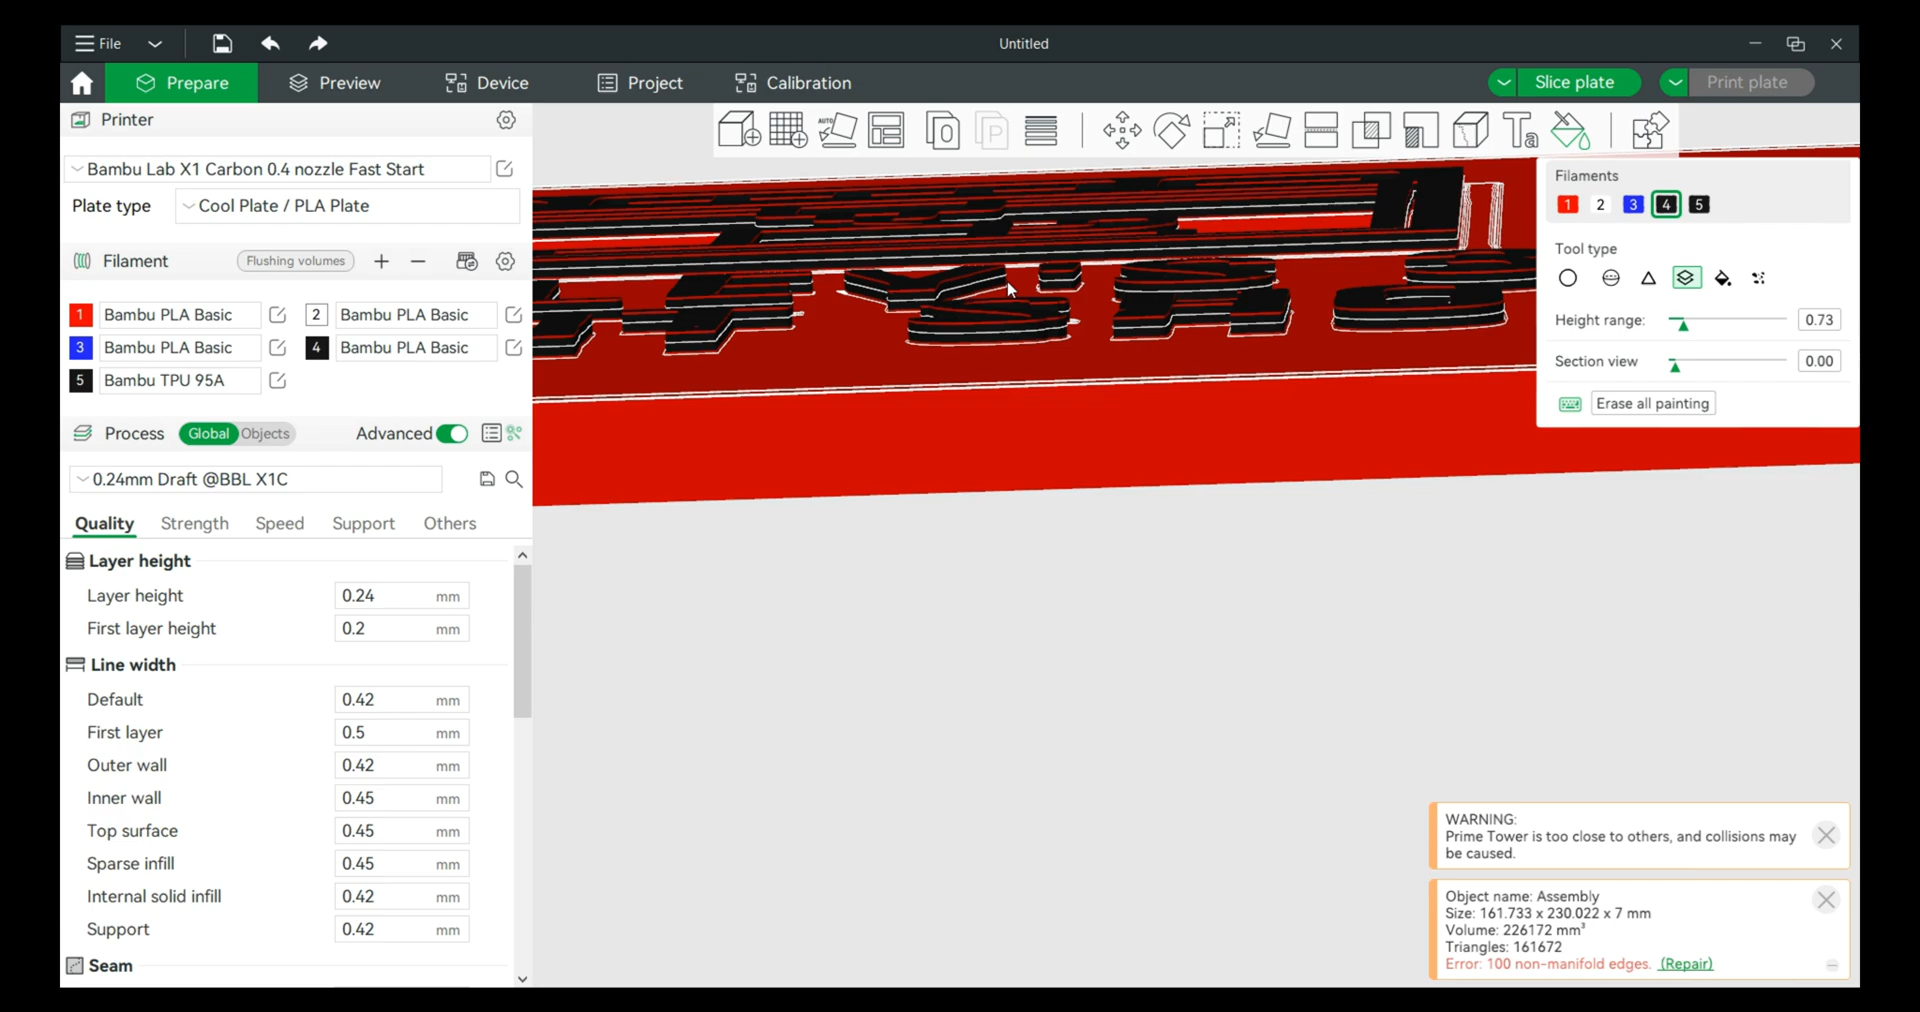 File
Untitled
Prepare
Preview
Device
Project
Calibration
Slice plate
Print plate
Printer
AUTO
0
P
Ta
Bambu Lab X1 Carbon 0.4 nozzle Fast Start
Plate type
Cool Plate / PLA Plate
Filament
Flushing volumes
1 Bambu PLA Basic
2 Bambu PLA Basic
3 Bambu PLA Basic
4 Bambu PLA Basic
5 Bambu TPU 95A
Process
Global
Objects
Advanced
0.24mm Draft @BBL X1C
Quality
Strength
Speed
Support
Others
Layer height
Layer height 0.24 mm
First layer height 0.2 mm
Line width
Default 0.42 mm
First layer 0.5 mm
Outer wall 0.42 mm
Inner wall 0.45 mm
Top surface 0.45 mm
Sparse infill 0.45 mm
Internal solid infill 0.42 mm
Support 0.42 mm
Seam
Filaments
1 2 3 4 5
Tool type
Height range: 0.73
Section view 0.00
Erase all painting
WARNING:
Prime Tower is too close to others, and collisions may
be caused.
Object name: Assembly
Size: 161.733 x 230.022 x 7 mm
Volume: 226172 mm³
Triangles: 161672
Error: 100 non-manifold edges. (Repair)